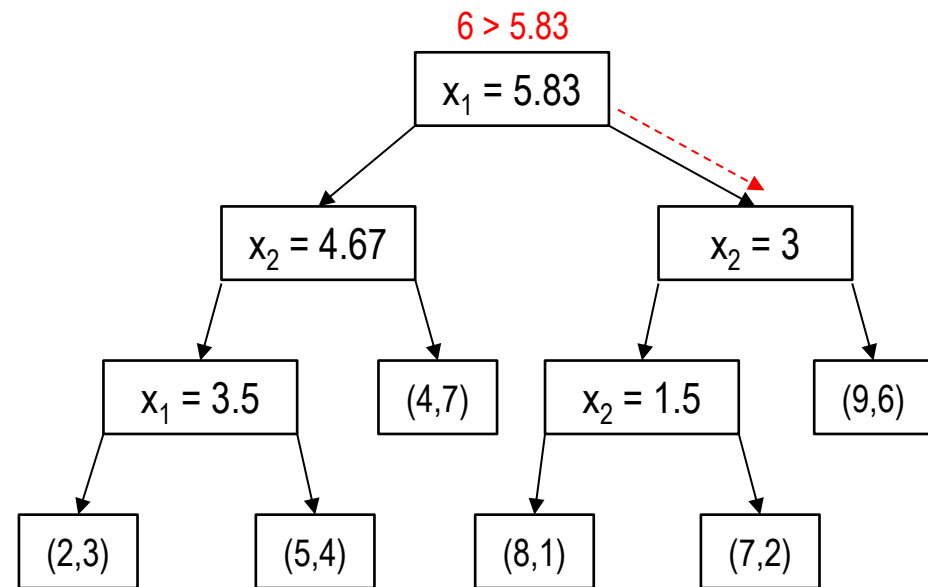 6 > 5.83
x₁ = 5.83
x₂ = 4.67
x₂ = 3
x₁ = 3.5
(4,7)
x₂ = 1.5
(9,6)
(2,3)
(5,4)
(8,1)
(7,2)